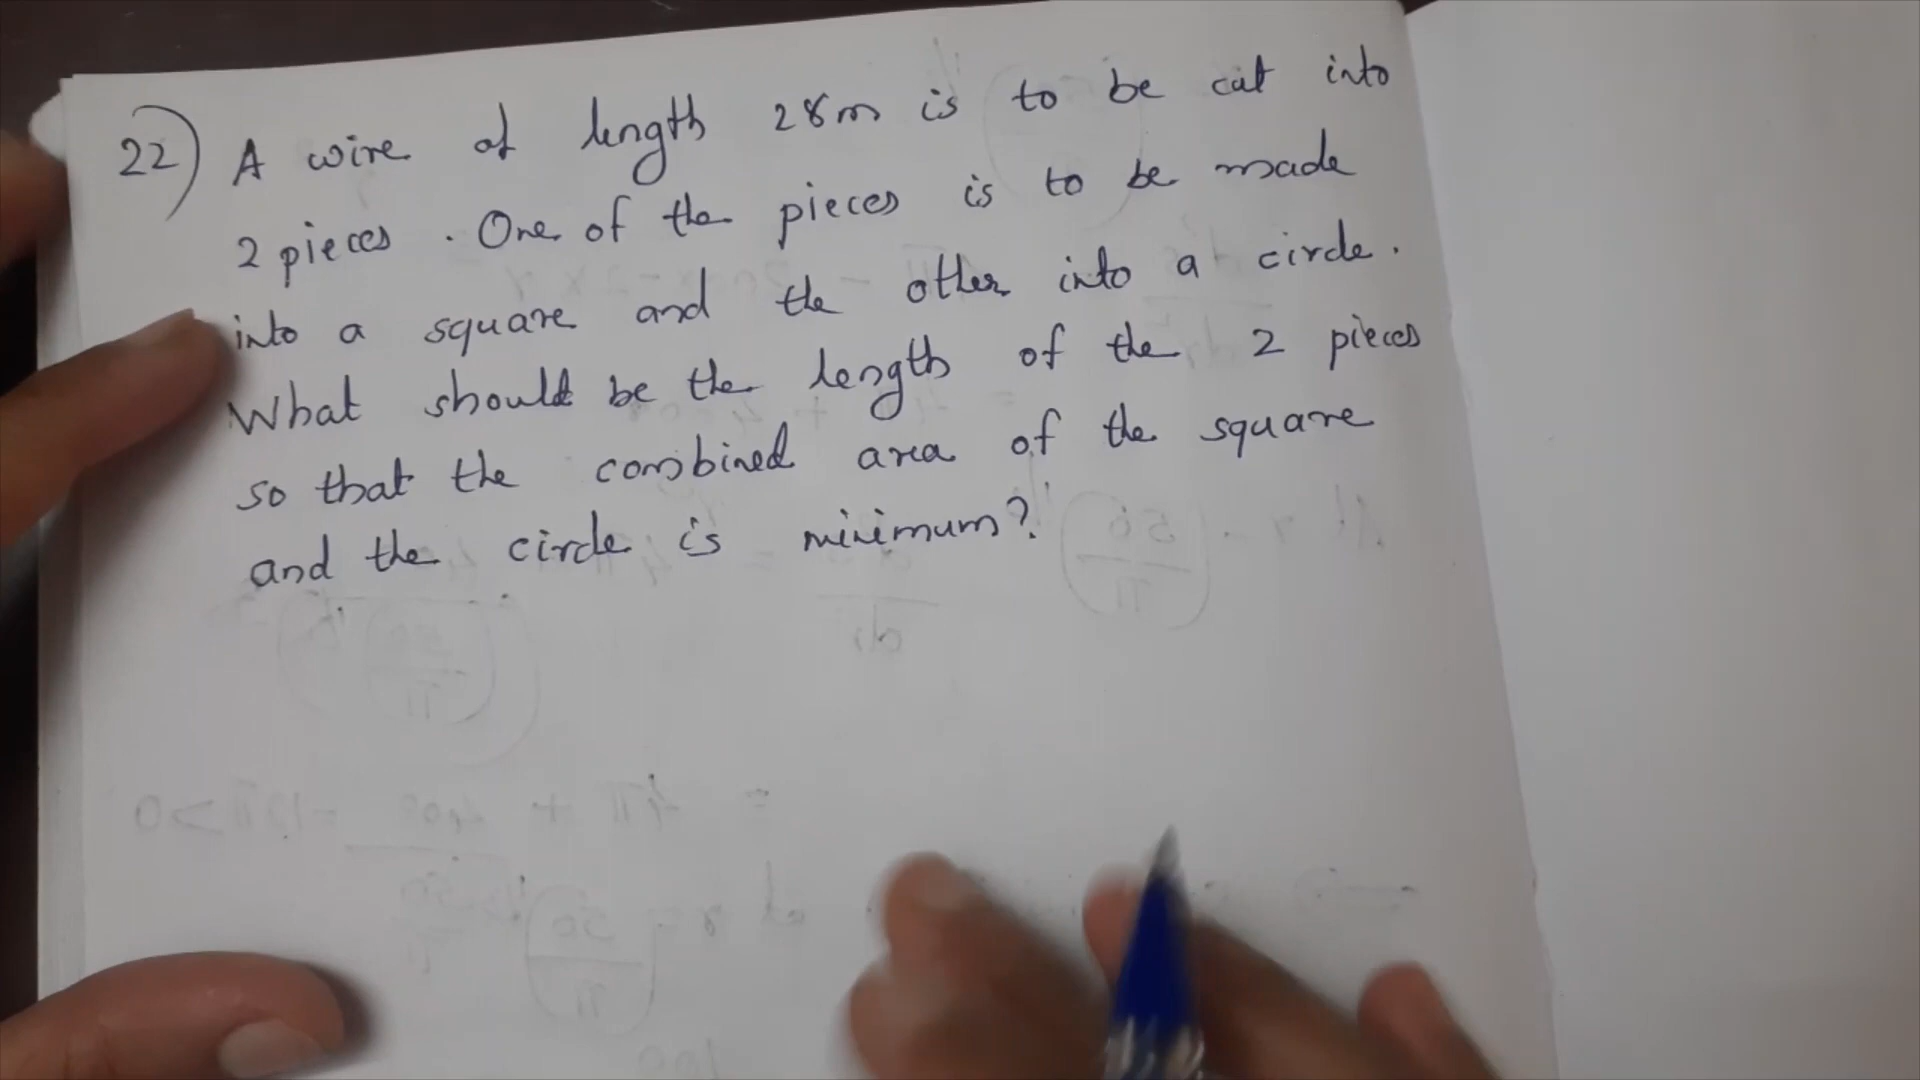 22) A wire of length 28m is to be cut into
2 pieces. One of the pieces is to be made
into a square and the other into a circle.
What should be the length of the 2 pieces
so that the combined area of the square
and the circle is minimum?